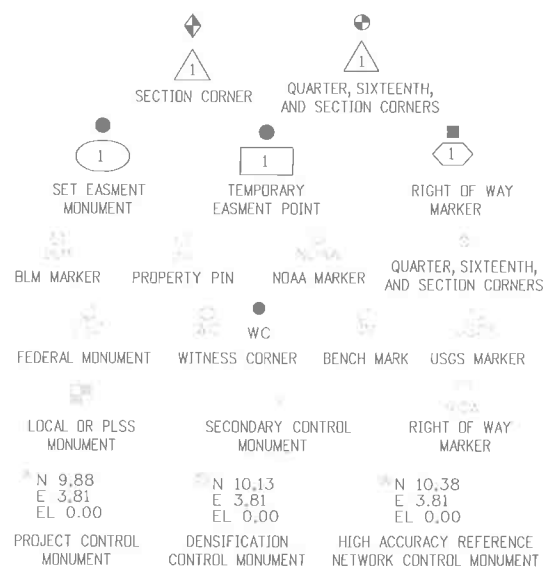 1
SECTION CORNER
1
QUARTER, SIXTEENTH,
AND SECTION CORNERS
1
SET EASMENT
MONUMENT
1
TEMPORARY
EASMENT POINT
1
RIGHT OF WAY
MARKER
BLM MARKER
PROPERTY PIN
NOAA MARKER
QUARTER, SIXTEENTH,
AND SECTION CORNERS
FEDERAL MONUMENT
WC
WITNESS CORNER
BENCH MARK
USGS MARKER
LOCAL OR PLSS
MONUMENT
SECONDARY CONTROL
MONUMENT
RIGHT OF WAY
MARKER
N 9.88
E 3.81
EL 0.00
PROJECT CONTROL
MONUMENT
N 10.13
E 3.81
EL 0.00
DENSIFICATION
CONTROL MONUMENT
N 10.38
E 3.81
EL 0.00
HIGH ACCURACY REFERENCE
NETWORK CONTROL MONUMENT